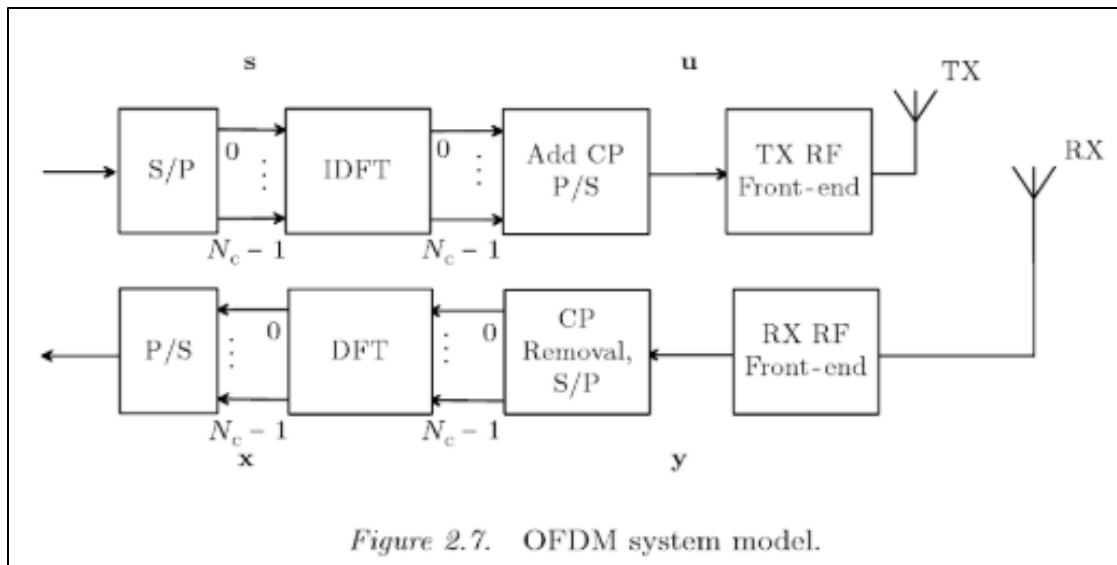 s
u
TX
S/P
0
⋮
N_c − 1
IDFT
0
⋮
N_c − 1
Add CP
P/S
TX RF
Front-end
RX
P/S
0
⋮
N_c − 1
DFT
0
⋮
N_c − 1
CP
Removal,
S/P
RX RF
Front-end
x
y
Figure 2.7. OFDM system model.